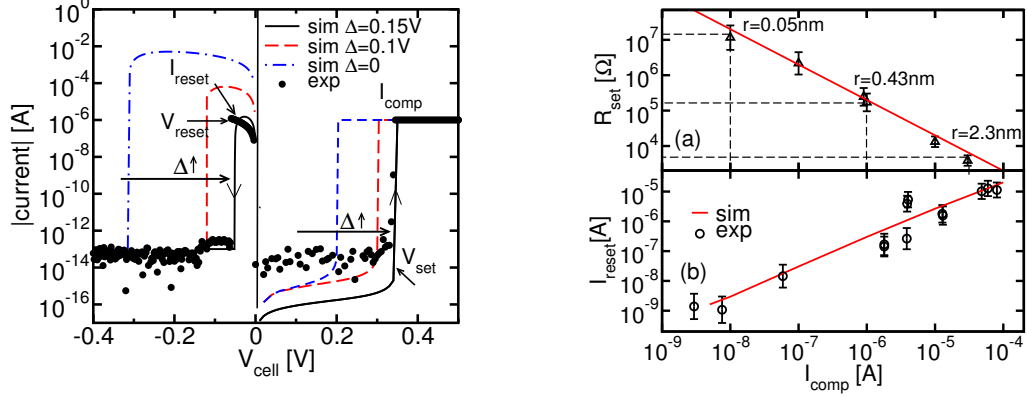 10^0
10^-2
10^-4
10^-6
10^-8
10^-10
10^-12
10^-14
10^-16
|current| [A]
sim Δ=0.15V
sim Δ=0.1V
sim Δ=0
exp
I_reset
V_reset
I_comp
Δ↑
Δ↑
V_set
-0.4 -0.2 0 0.2 0.4
V_cell [V]
10^7
10^6
10^5
10^4
R_set [Ω]
r=0.05nm
r=0.43nm
r=2.3nm
(a)
10^-5
10^-6
10^-7
10^-8
10^-9
I_reset[A]
sim
exp
(b)
10^-9 10^-8 10^-7 10^-6 10^-5 10^-4
I_comp [A]